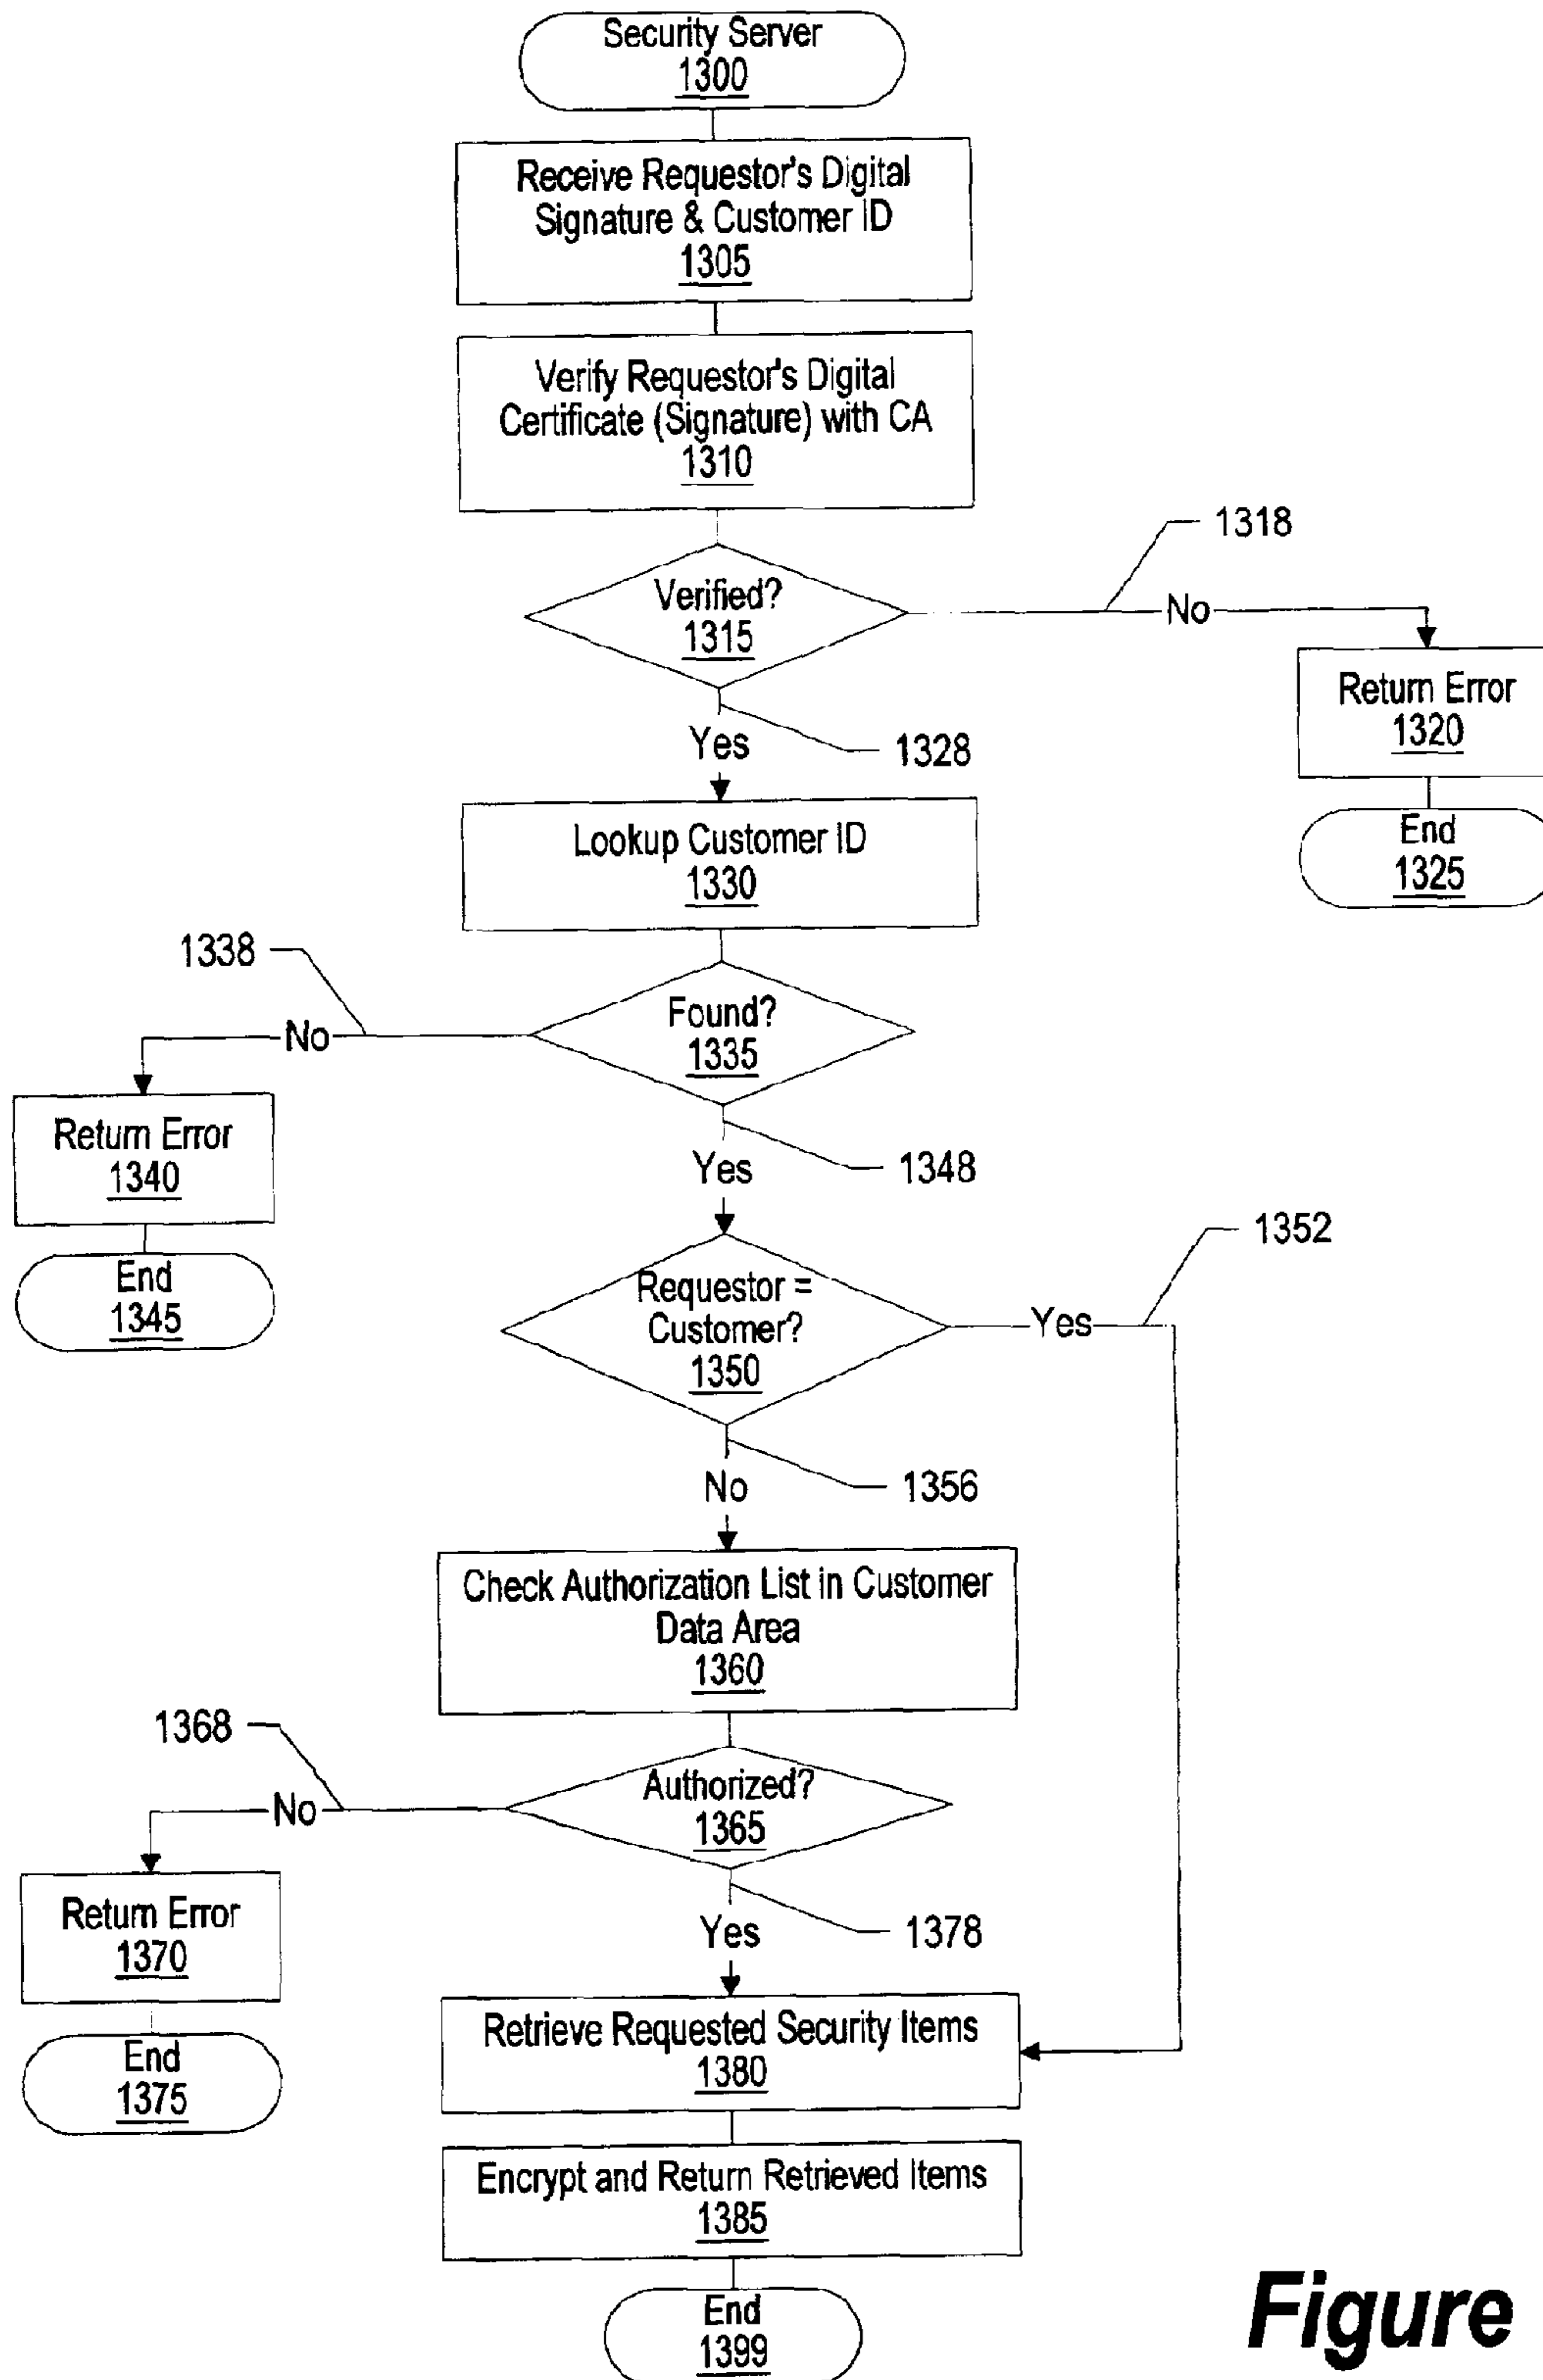 Security Server
1300
Receive Requestor's Digital
Signature & Customer ID
1305
Verify Requestor's Digital
Certificate (Signature) with CA
1310
1318
Verified?
1315
No
Return Error
1320
Yes
1328
End
1325
Lookup Customer ID
1330
1338
Found?
1335
No
Return Error
1340
Yes
1348
End
1345
1352
Requestor =
Customer?
1350
Yes
No
1356
Check Authorization List in Customer
Data Area
1360
1368
Authorized?
1365
No
Return Error
1370
Yes
1378
End
1375
Retrieve Requested Security Items
1380
Encrypt and Return Retrieved Items
1385
End
1399
Figure